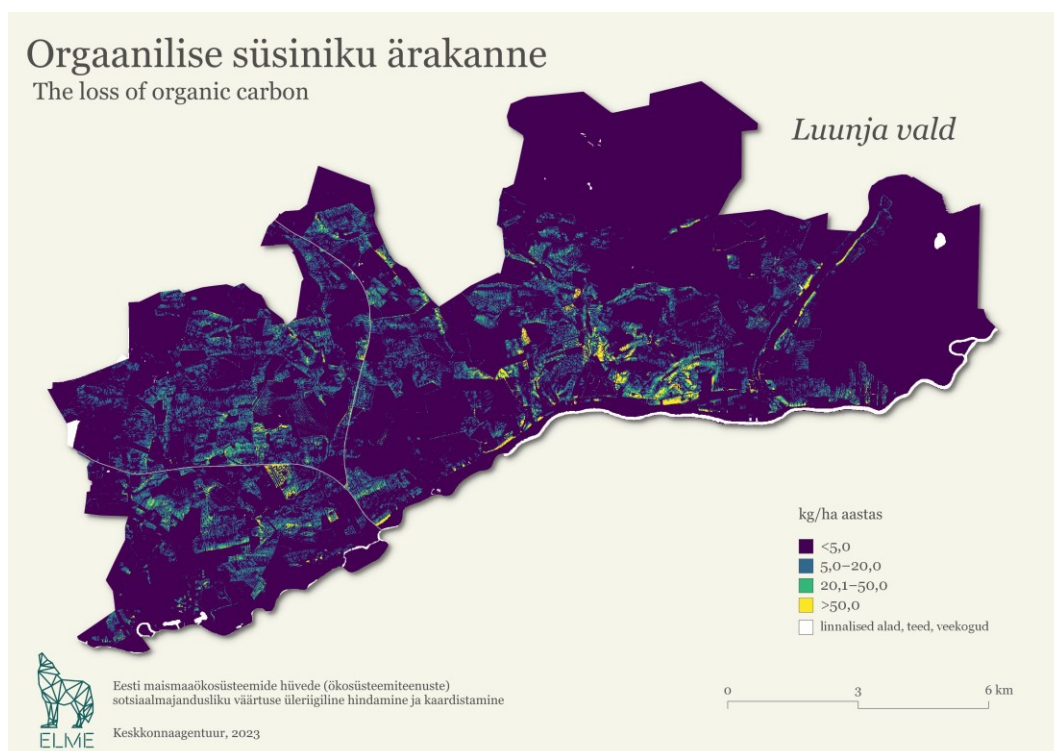 Orgaanilise süsiniku ärakanne
The loss of organic carbon
Luunja vald
kg/ha aastas
<5,0
5,0–20,0
20,1–50,0
>50,0
linnalised alad, teed, veekogud
0 3 6 km
Eesti maismaaökosüsteemide hüvede (ökosüsteemiteenuste)
sotsiaalmajandusliku väärtuse üleriigiline hindamine ja kaardistamine
Keskkonnaagentuur, 2023
ELME